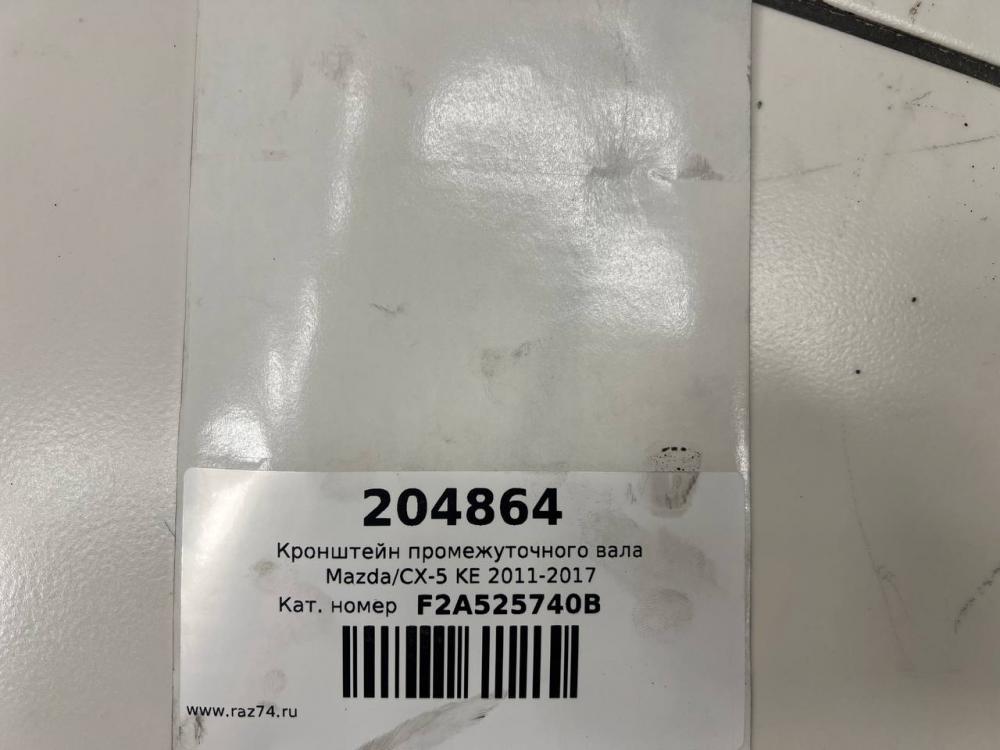 204864
Кронштейн промежуточного вала
Mazda/CX-5 KE 2011-2017
Кат. номер F2A525740B
www.raz74.ru